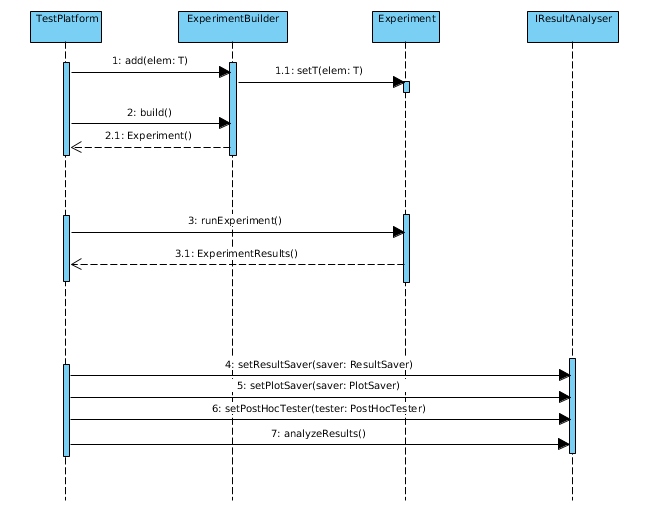 TestPlatform
ExperimentBuilder
Experiment
IResultAnalyser
1: add(elem: T)
1.1: setT(elem: T)
2: build()
2.1: Experiment()
3: runExperiment()
3.1: ExperimentResults()
4: setResultSaver(saver: ResultSaver)
5: setPlotSaver(saver: PlotSaver)
6: setPostHocTester(tester: PostHocTester)
7: analyzeResults()